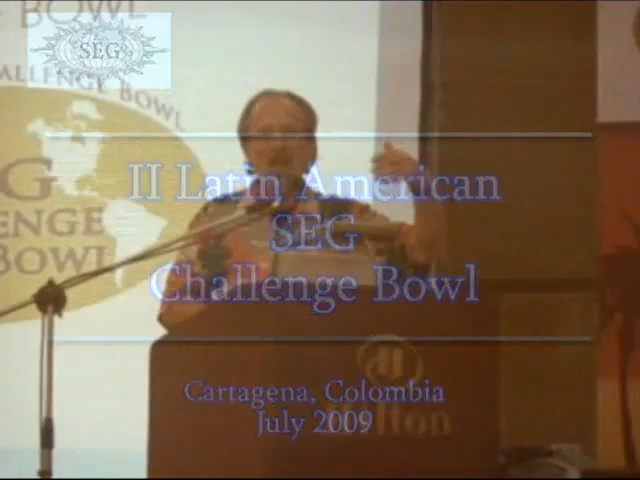 BOWL
SEG
CHALLENGE BOWL
G
ENGE
BOWL
II Latin American
SEG
Challenge Bowl
Cartagena, Colombia
July 2009
Hilton